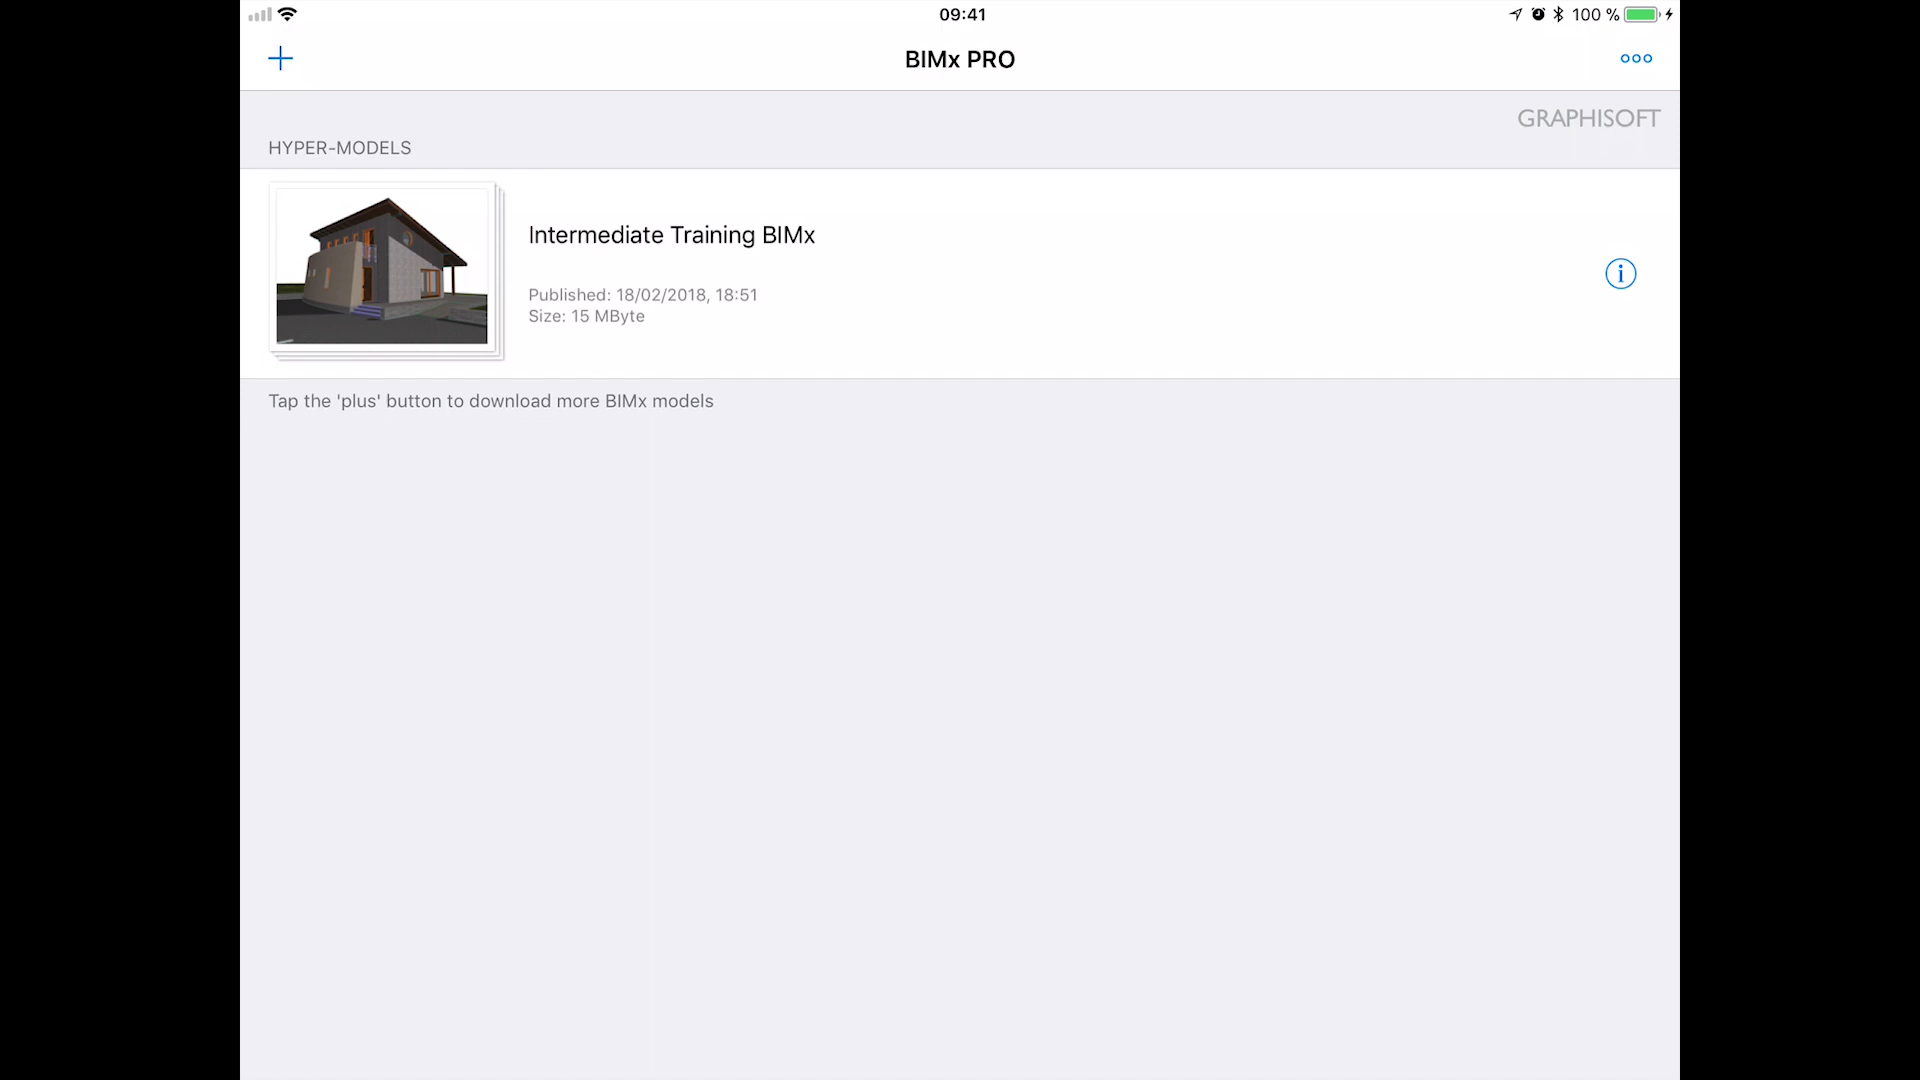 09:41
100 %
BIMx PRO
GRAPHISOFT
HYPER-MODELS
Intermediate Training BIMx
Published: 18/02/2018, 18:51
Size: 15 MByte
Tap the 'plus' button to download more BIMx models